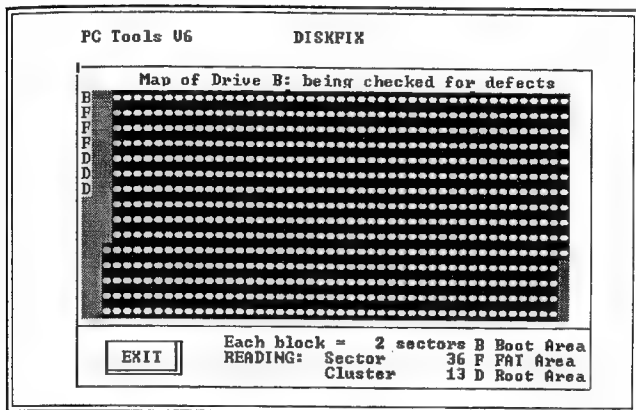 PC Tools V6 DISKFIX
Map of Drive B: being checked for defects
B
F
F
F
D
D
D
Each block = 2 sectors B Boot Area
EXIT READING: Sector 36 F FAT Area
Cluster 13 D Root Area